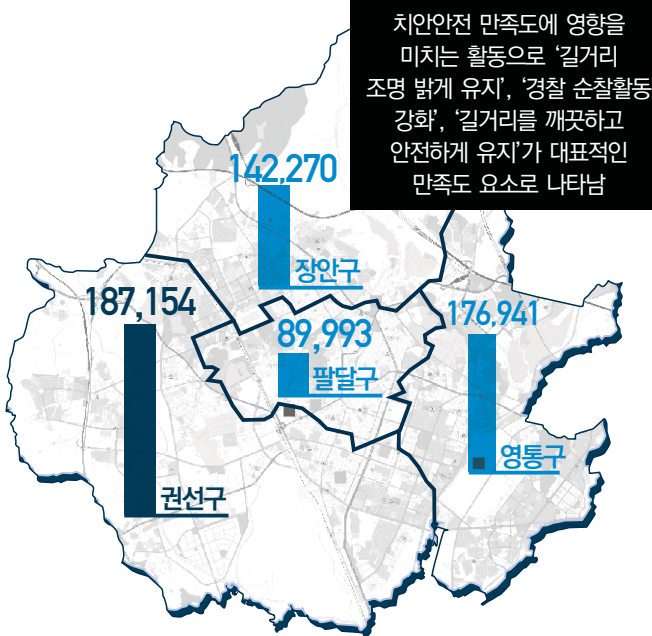 치안안전 만족도에 영향을
미치는 활동으로 ‘길거리
조명 밝게 유지’, ‘경찰 순찰활동
강화’, ‘길거리를 깨끗하고
안전하게 유지’가 대표적인
만족도 요소로 나타남
142,270
장안구
187,154
권선구
89,993
팔달구
176,941
영통구